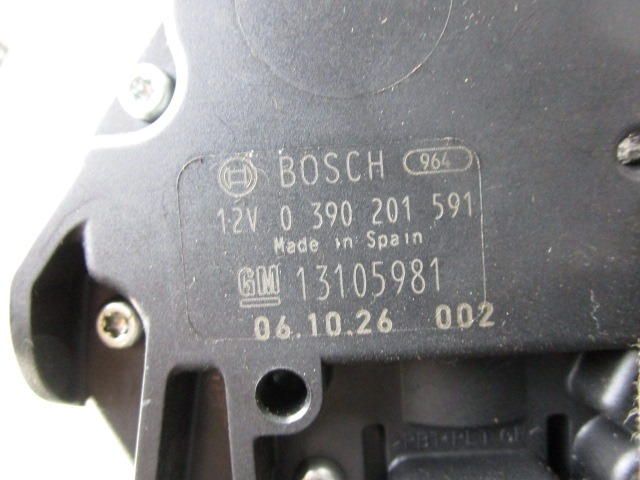 BOSCH 964
12V 0 390 201 591
Made in Spain
GM 13105981
06.10.26 002